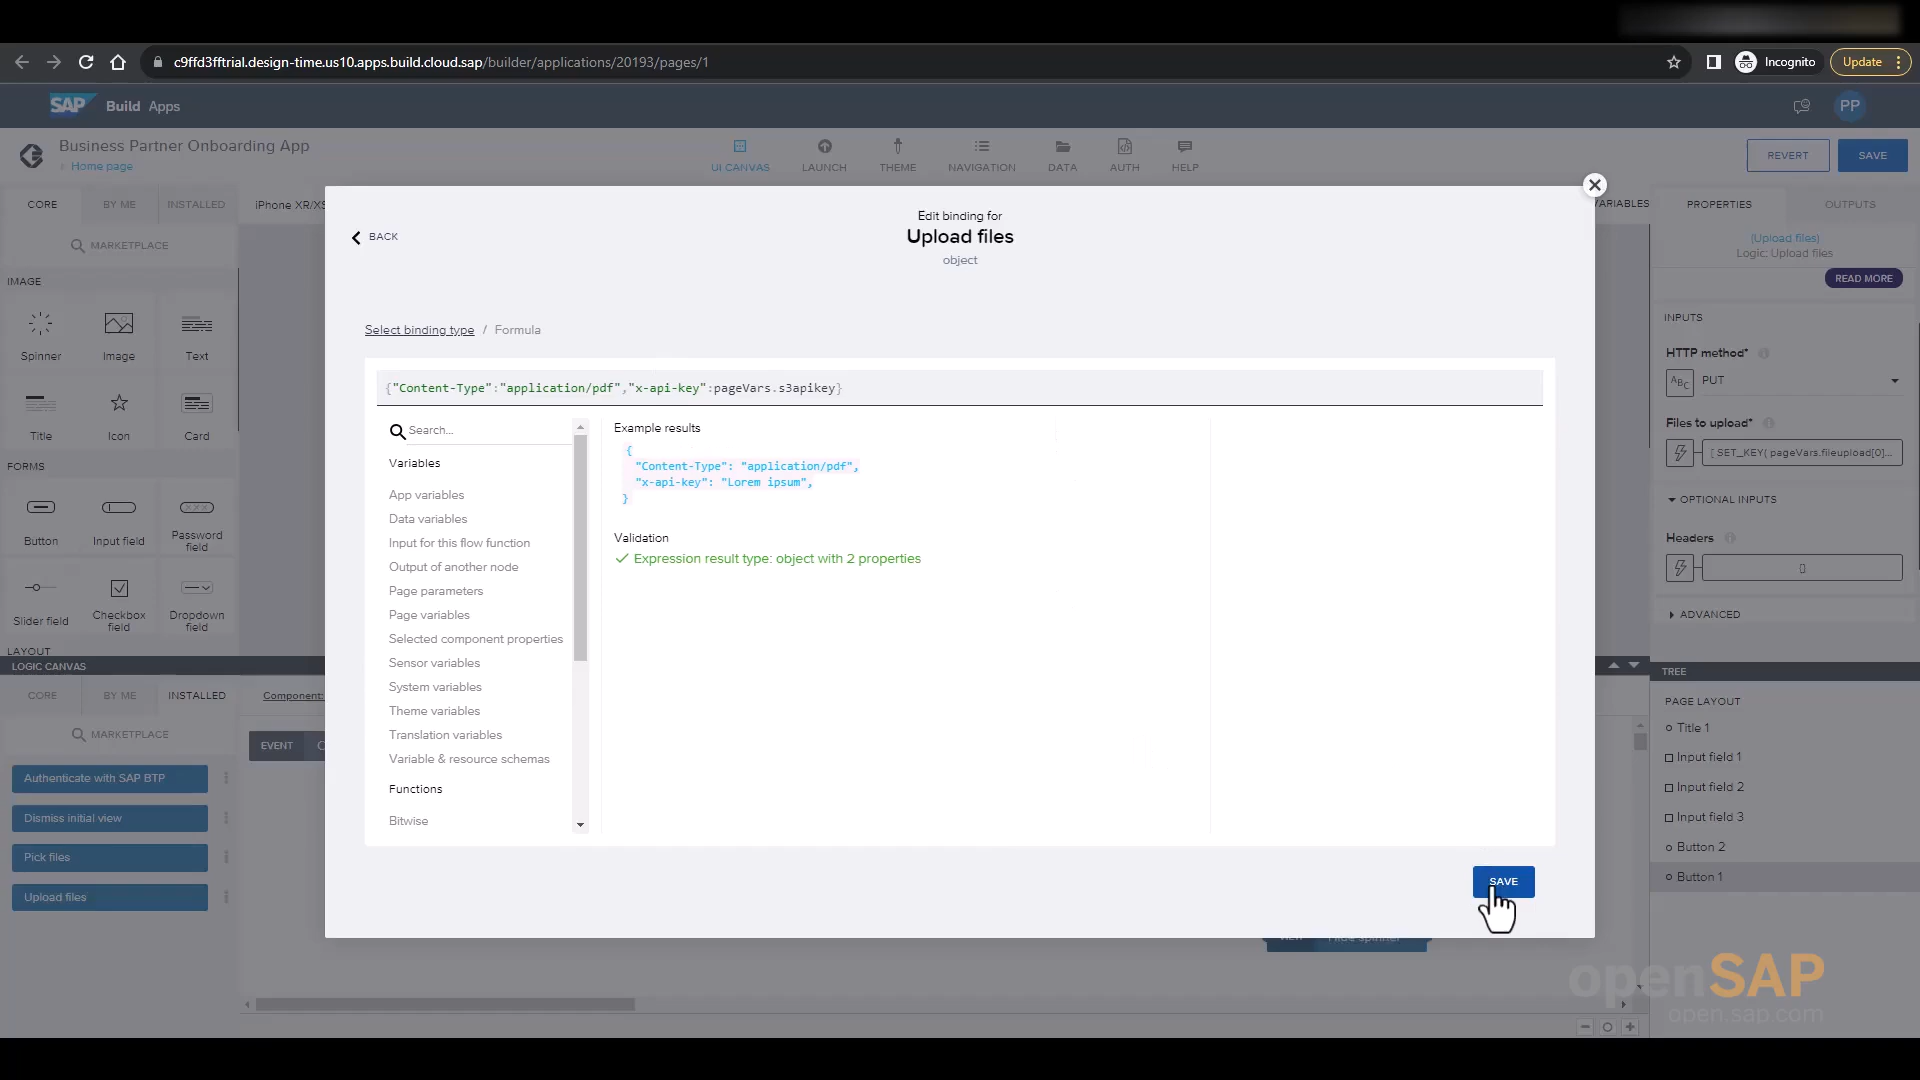 c9ffd3fftrial.design-time.us10.apps.build.cloud.sap/builder/applications/20193/pages/1
Incognito
Update
SAP Build Apps
PP
Business Partner Onboarding App
Home page
UI CANVAS
LAUNCH
THEME
NAVIGATION
DATA
AUTH
HELP
REVERT
SAVE
CORE
BY ME
INSTALLED
iPhone XR/XS
VARIABLES
PROPERTIES
OUTPUTS
MARKETPLACE
IMAGE
Spinner
Image
Text
Title
Icon
Card
FORMS
Button
Input field
Password field
Slider field
Checkbox field
Dropdown field
LAYOUT
BACK
Edit binding for
Upload files
object
Select binding type / Formula
{"Content-Type":"application/pdf","x-api-key":pageVars.s3apikey}
Search...
Variables
App variables
Data variables
Input for this flow function
Output of another node
Page parameters
Page variables
Selected component properties
Sensor variables
System variables
Theme variables
Translation variables
Variable & resource schemas
Functions
Bitwise
Example results
{
"Content-Type": "application/pdf",
"x-api-key": "Lorem ipsum",
}
Validation
Expression result type: object with 2 properties
SAVE
(Upload files)
Logic: Upload files
READ MORE
INPUTS
HTTP method*
ABC
PUT
Files to upload*
[ SET_KEY( pageVars.fileupload[0]...
OPTIONAL INPUTS
Headers
ADVANCED
LOGIC CANVAS
CORE
BY ME
INSTALLED
Component:
MARKETPLACE
EVENT
Authenticate with SAP BTP
Dismiss initial view
Pick files
Upload files
Hide spinner
TREE
PAGE LAYOUT
Title 1
Input field 1
Input field 2
Input field 3
Button 2
Button 1
openSAP
open.sap.com